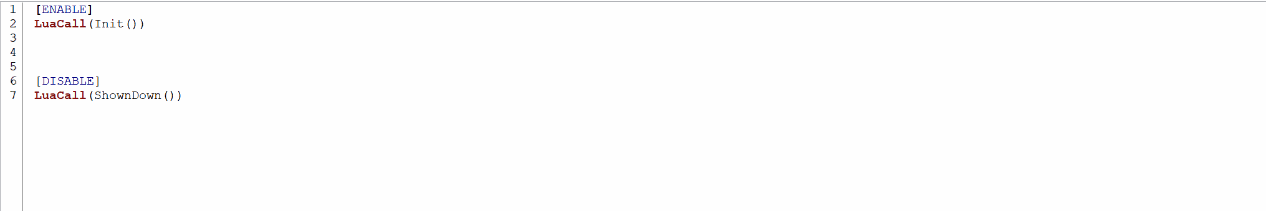 1 [ENABLE]
2 LuaCall(Init())
3
4
5
6 [DISABLE]
7 LuaCall(ShownDown())